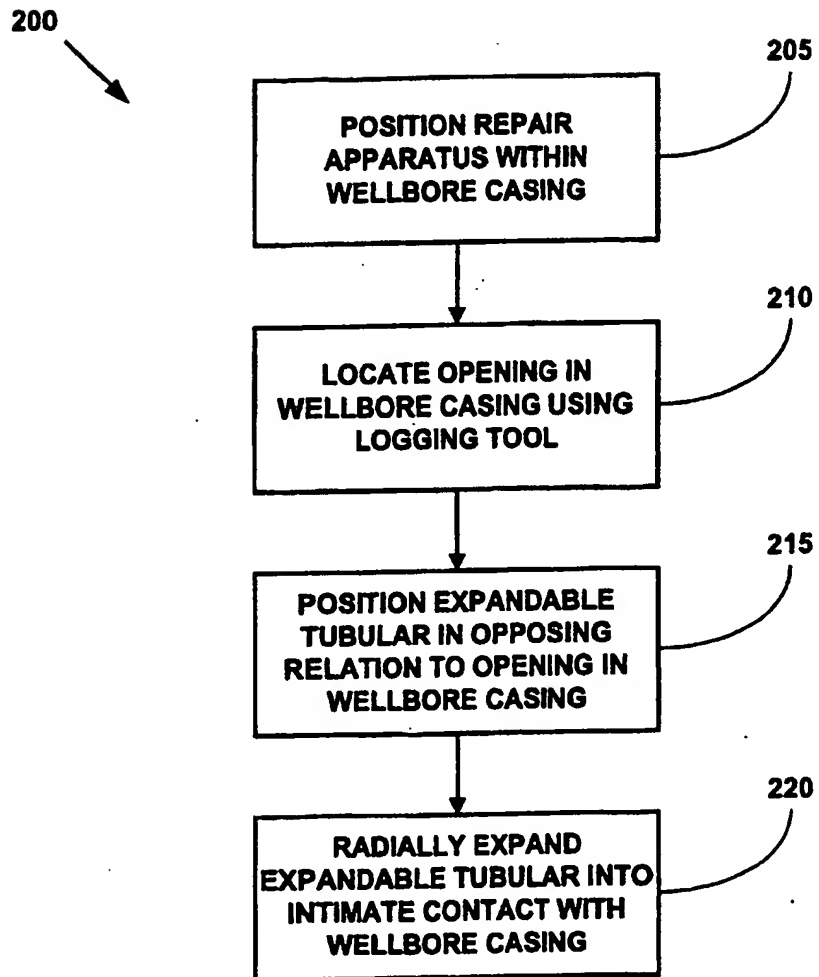 200
205
POSITION REPAIR
APPARATUS WITHIN
WELLBORE CASING
210
LOCATE OPENING IN
WELLBORE CASING USING
LOGGING TOOL
215
POSITION EXPANDABLE
TUBULAR IN OPPOSING
RELATION TO OPENING IN
WELLBORE CASING
220
RADIALLY EXPAND
EXPANDABLE TUBULAR INTO
INTIMATE CONTACT WITH
WELLBORE CASING